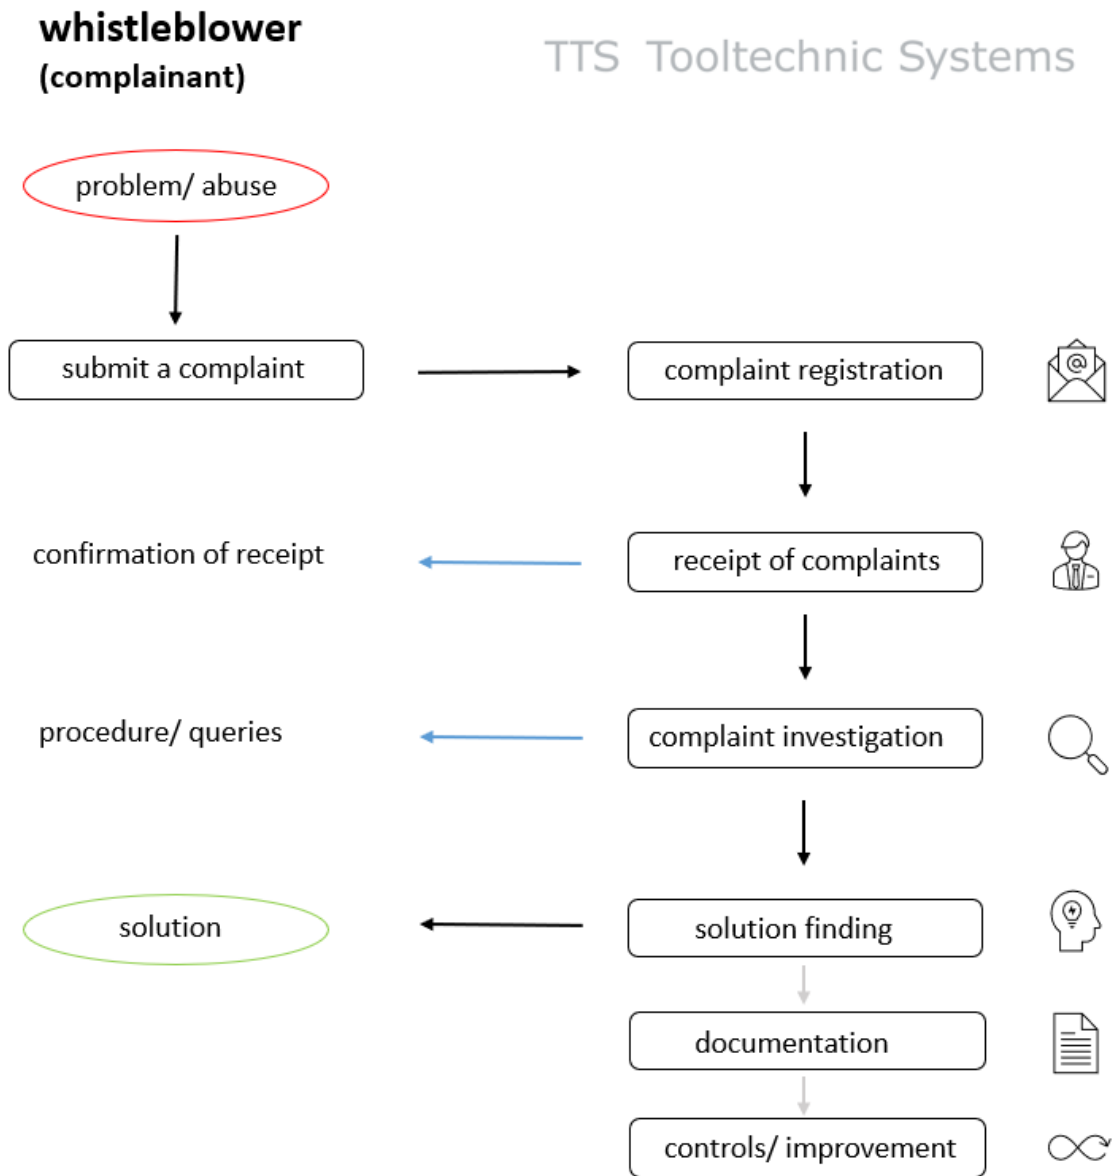 whistleblower
(complainant)
TTS Tooltechnic Systems
problem/ abuse
submit a complaint
complaint registration
@
confirmation of receipt
receipt of complaints
procedure/ queries
complaint investigation
solution
solution finding
documentation
controls/ improvement